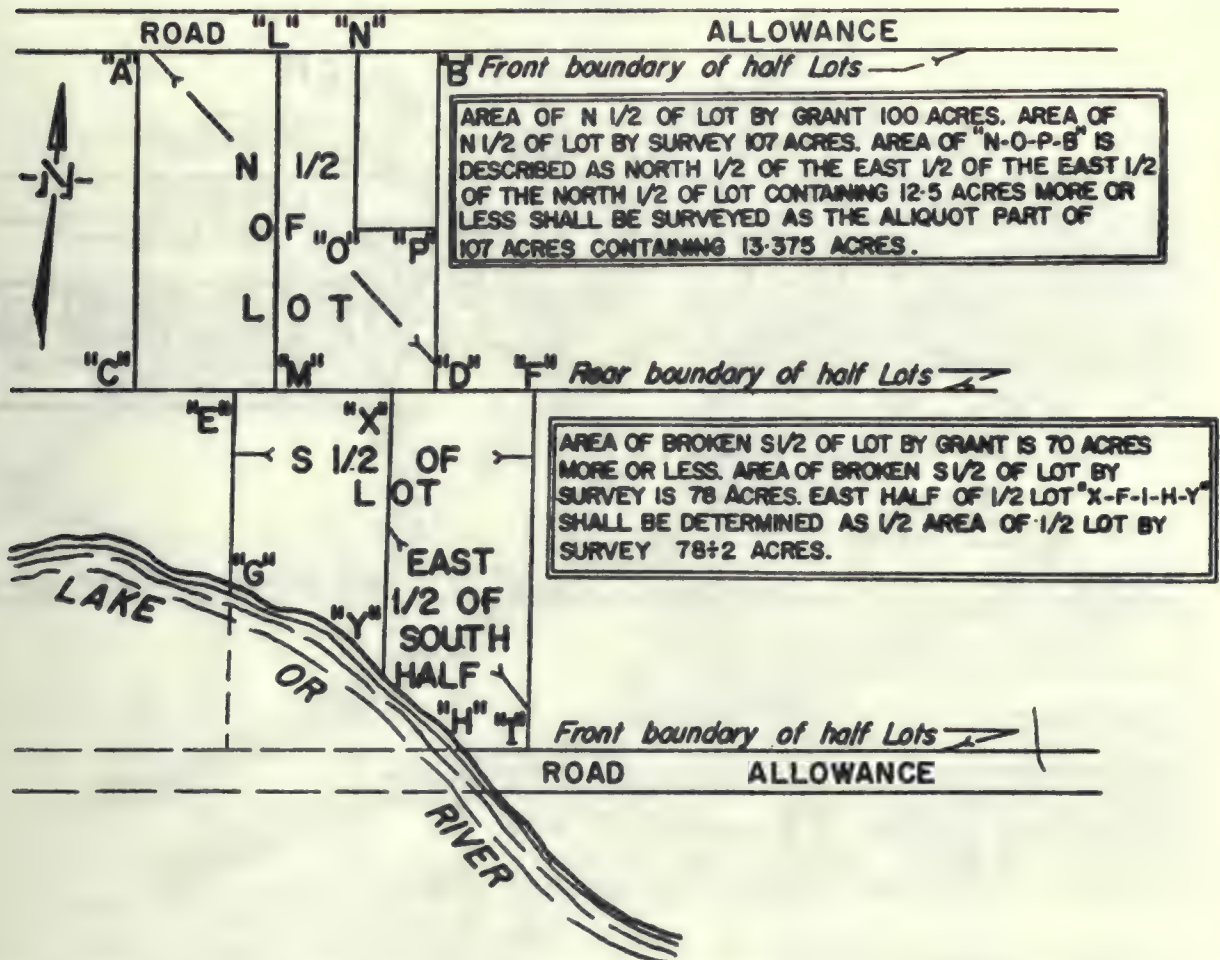 ROAD "L" "N" ALLOWANCE
"A" "B" Front boundary of half Lots
AREA OF N 1/2 OF LOT BY GRANT 100 ACRES. AREA OF
N 1/2 OF LOT BY SURVEY 107 ACRES. AREA OF "N-O-P-B" IS
DESCRIBED AS NORTH 1/2 OF THE EAST 1/2 OF THE EAST 1/2
OF THE NORTH 1/2 OF LOT CONTAINING 12·5 ACRES MORE OR
LESS SHALL BE SURVEYED AS THE ALIQUOT PART OF
107 ACRES CONTAINING 13·375 ACRES.
N
N 1/2
OF "O" "P"
LOT
"C" "M" "D" "F" Rear boundary of half Lots
"E" "X"
S 1/2 OF
LOT
AREA OF BROKEN S 1/2 OF LOT BY GRANT IS 70 ACRES
MORE OR LESS. AREA OF BROKEN S 1/2 OF LOT BY
SURVEY IS 78 ACRES. EAST HALF OF 1/2 LOT "X-F-I-H-Y"
SHALL BE DETERMINED AS 1/2 AREA OF 1/2 LOT BY
SURVEY 78÷2 ACRES.
"G" EAST
"Y" 1/2 OF
SOUTH
HALF
LAKE
OR
RIVER
"H" "I" Front boundary of half Lots
ROAD ALLOWANCE